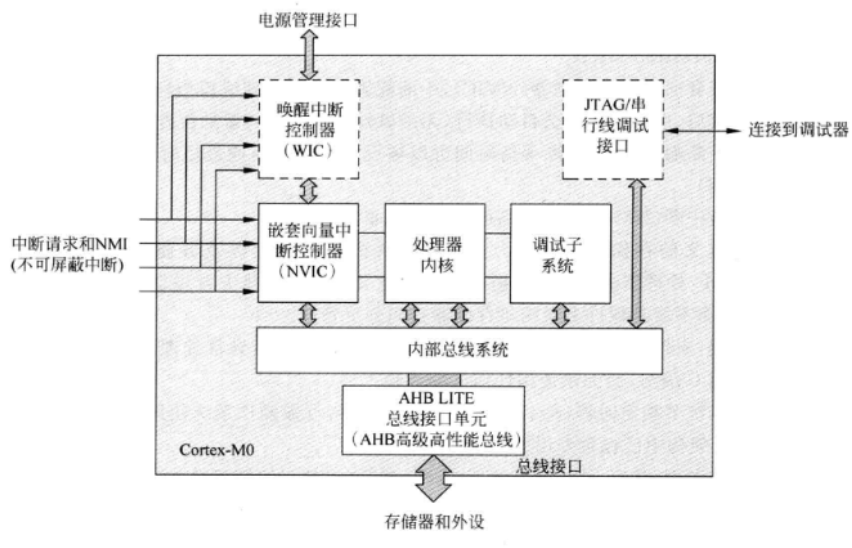 电源管理接口
唤醒中断
控制器
（WIC）
JTAG/串
行线调试
接口
连接到调试器
中断请求和NMI
(不可屏蔽中断)
嵌套向量中
断控制器
（NVIC）
处理器
内核
调试子
系统
内部总线系统
AHB LITE
总线接口单元
（AHB高级高性能总线）
Cortex-M0
总线接口
存储器和外设